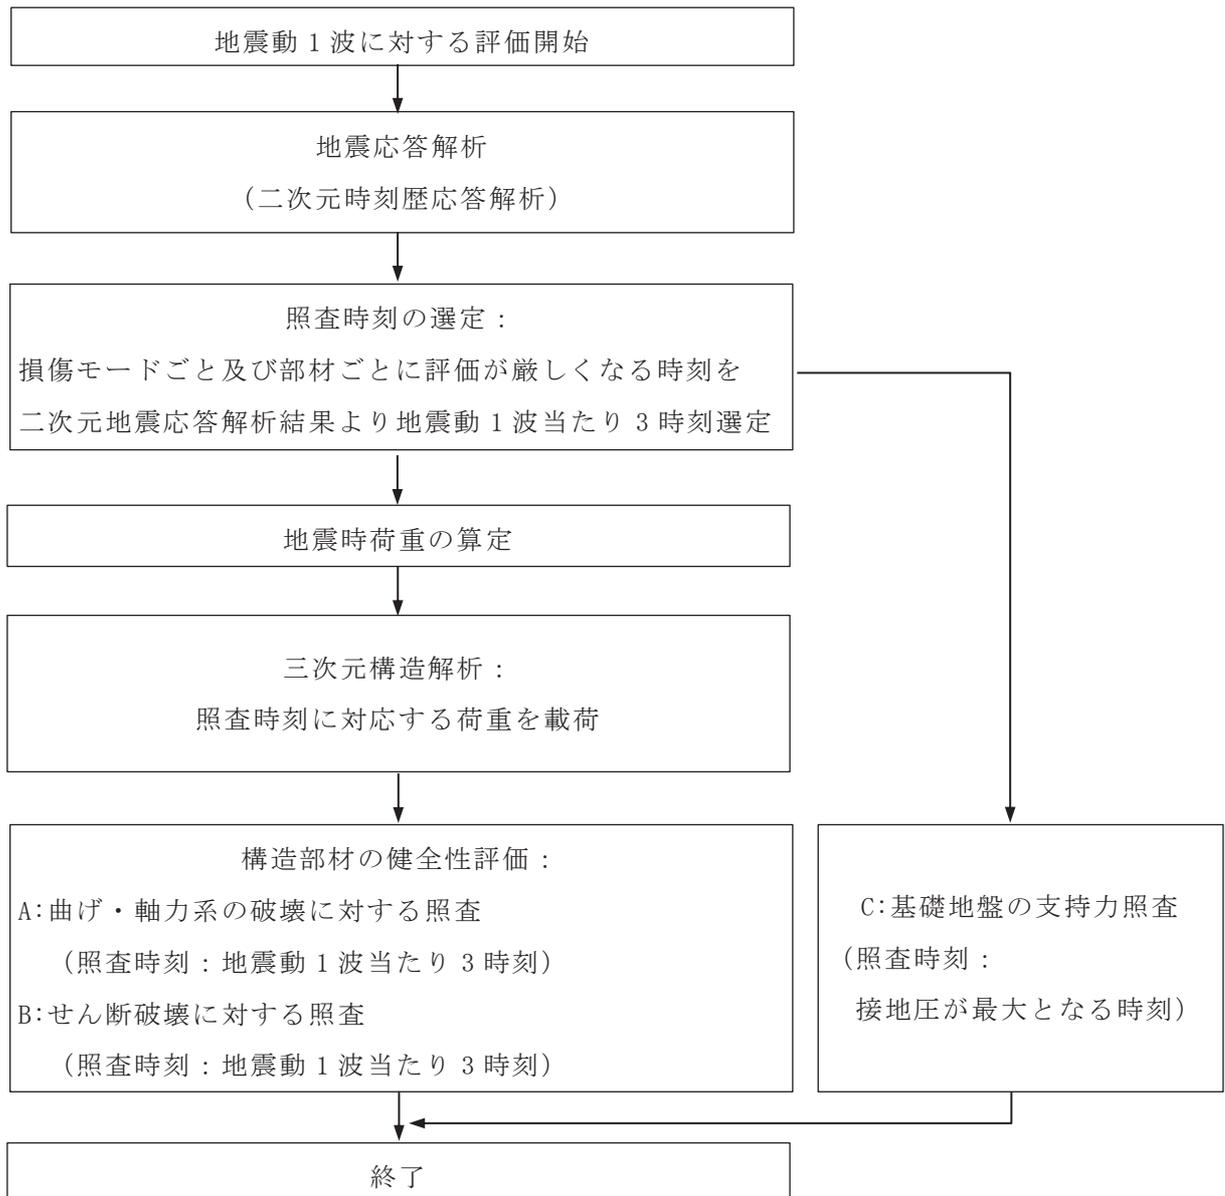 地震動1波に対する評価開始
地震応答解析
(二次元時刻歴応答解析)
照査時刻の選定:
損傷モードごと及び部材ごとに評価が厳しくなる時刻を
二次元地震応答解析結果より地震動1波当たり3時刻選定
地震時荷重の算定
三次元構造解析:
照査時刻に対応する荷重を載荷
構造部材の健全性評価:
A:曲げ・軸力系の破壊に対する照査
(照査時刻:地震動1波当たり3時刻)
B:せん断破壊に対する照査
(照査時刻:地震動1波当たり3時刻)
C:基礎地盤の支持力照査
(照査時刻:
接地圧が最大となる時刻)
終了